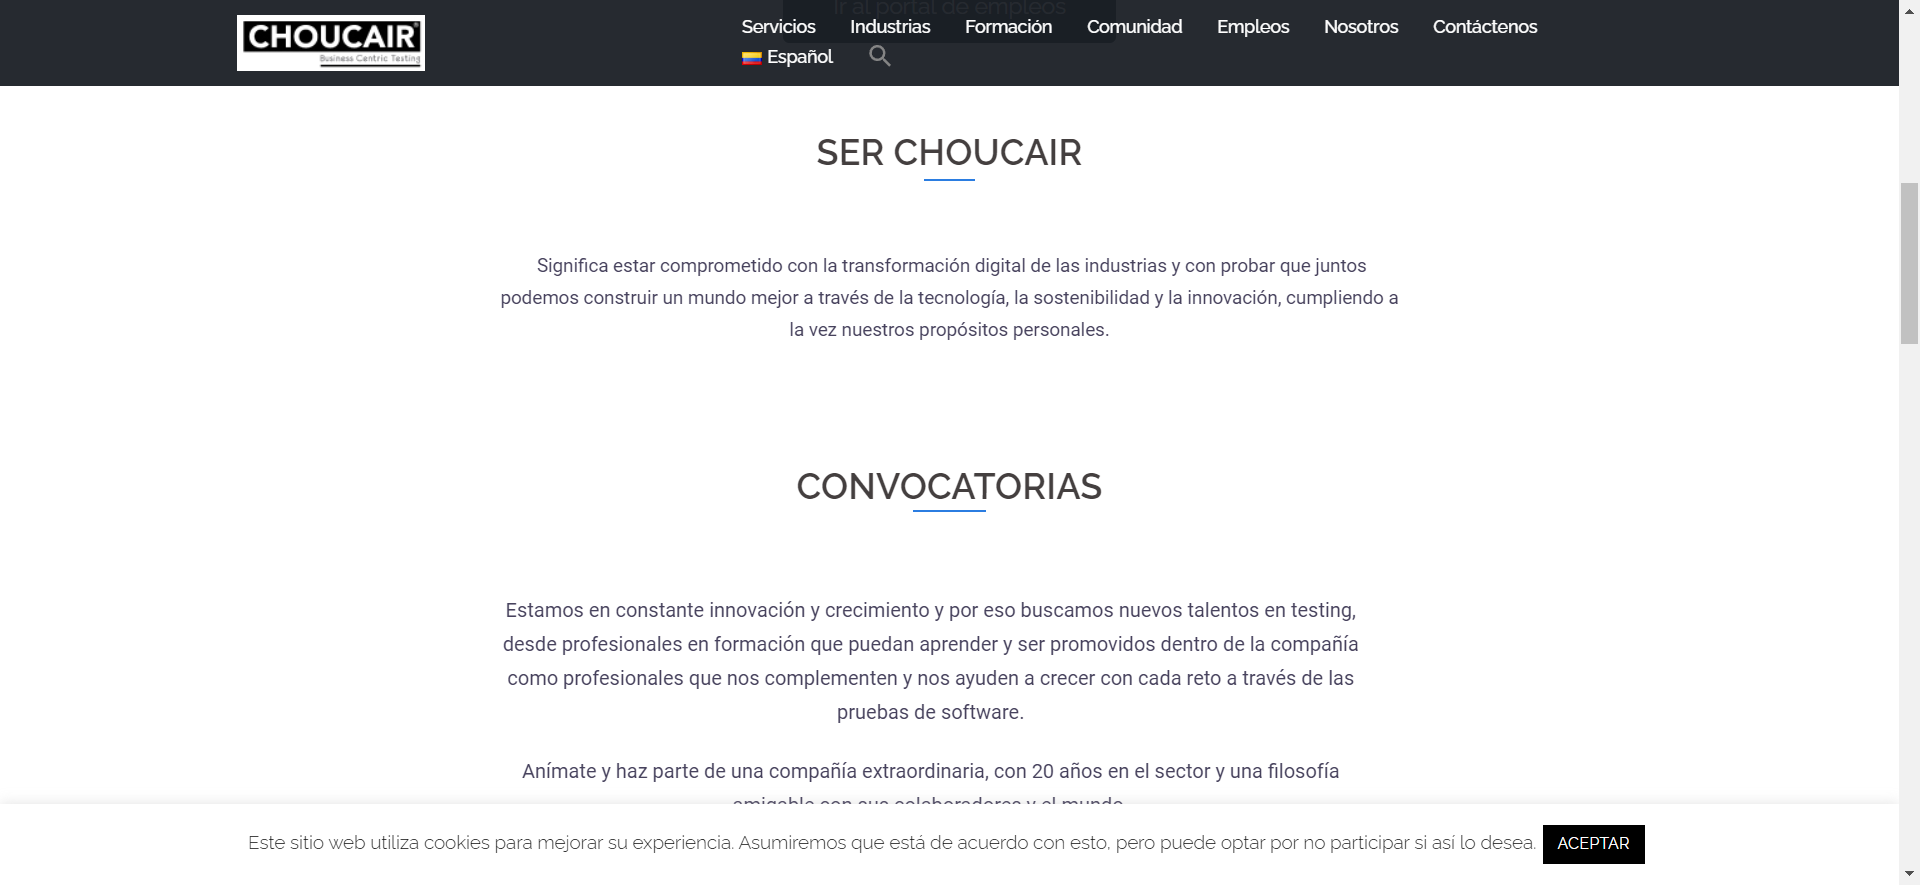 Ir al portal de empleos
CHOUCAIR
Business Centric Testing
Servicios Industrias Formación Comunidad Empleos Nosotros Contáctenos
Español
SER CHOUCAIR
Significa estar comprometido con la transformación digital de las industrias y con probar que juntos
podemos construir un mundo mejor a través de la tecnología, la sostenibilidad y la innovación, cumpliendo a
la vez nuestros propósitos personales.
CONVOCATORIAS
Estamos en constante innovación y crecimiento y por eso buscamos nuevos talentos en testing,
desde profesionales en formación que puedan aprender y ser promovidos dentro de la compañía
como profesionales que nos complementen y nos ayuden a crecer con cada reto a través de las
pruebas de software.
Anímate y haz parte de una compañía extraordinaria, con 20 años en el sector y una filosofía
amigable con sus colaboradores y el mundo.
Este sitio web utiliza cookies para mejorar su experiencia. Asumiremos que está de acuerdo con esto, pero puede optar por no participar si así lo desea. ACEPTAR